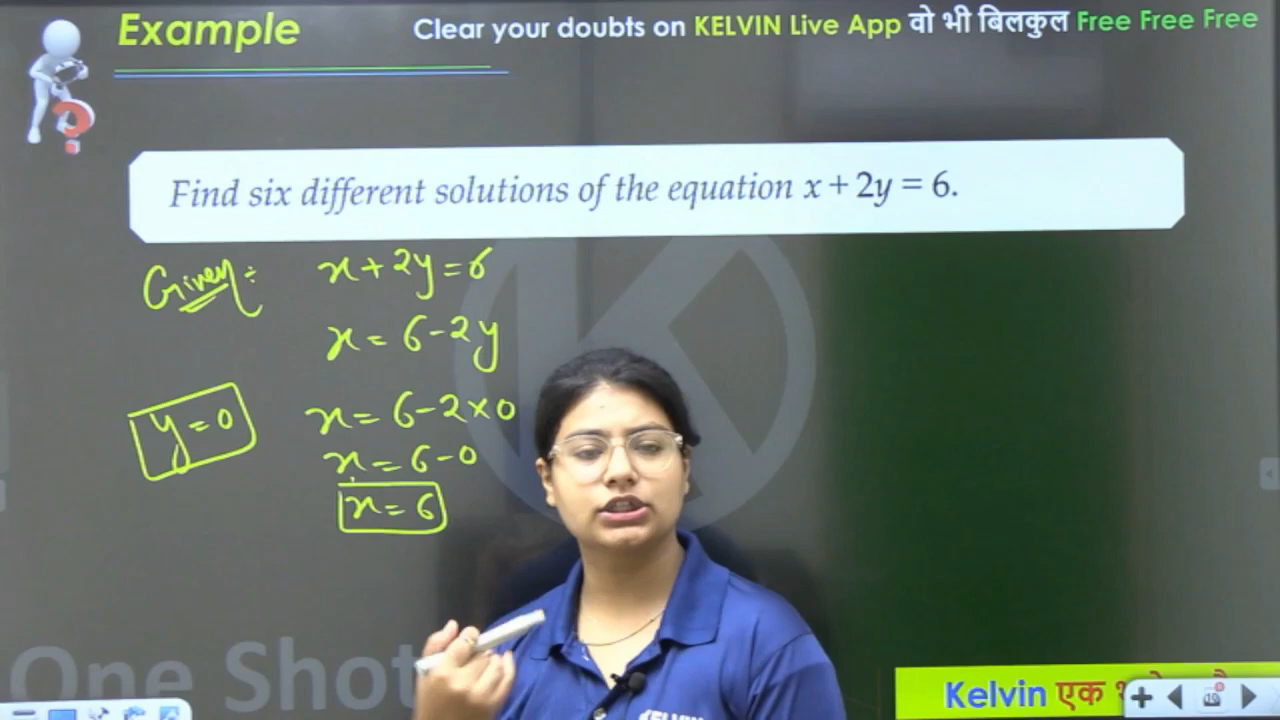 Example
Clear your doubts on KELVIN Live App वो भी बिलकुल Free Free Free
Find six different solutions of the equation x + 2y = 6.
Given:
x + 2y = 6
x = 6 - 2y
y = 0
x = 6 - 2 × 0
x = 6 - 0
x = 6
One Shot
Kelvin एक
KELVIN